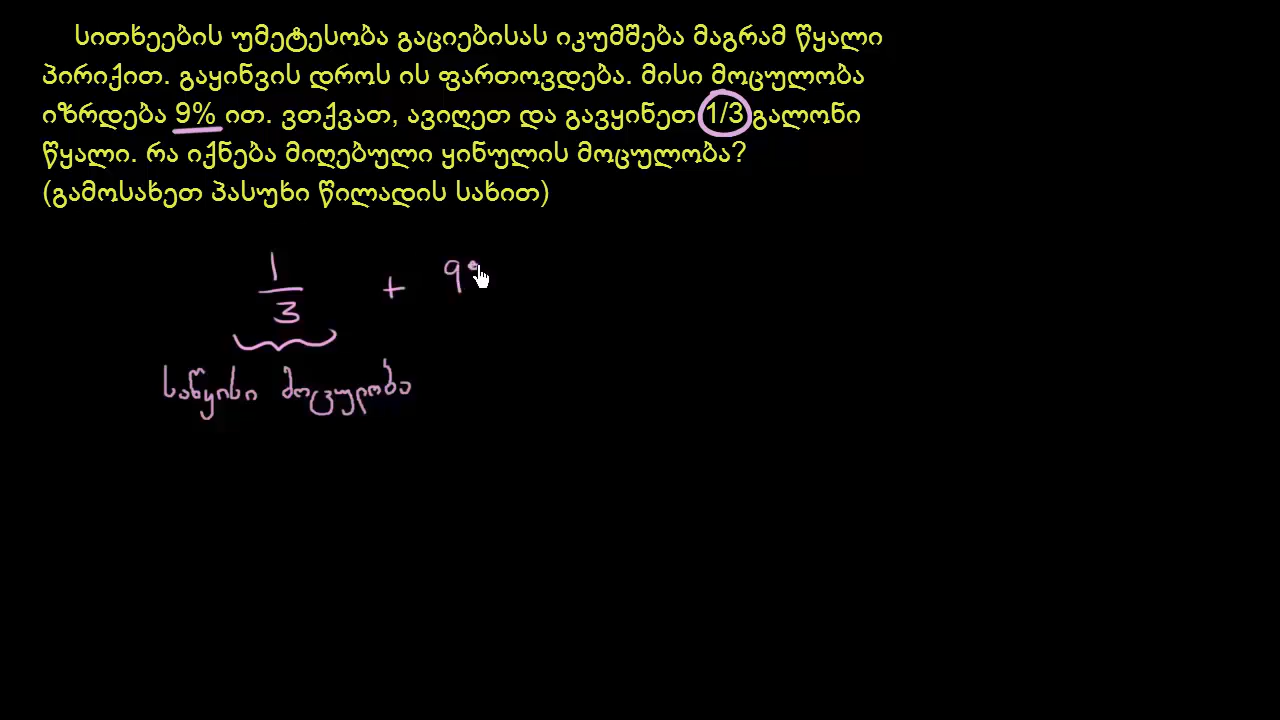 სითხეების უმეტესობა გაციებისას იკუმშება მაგრამ წყალი
პირიქით. გაყინვის დროს ის ფართოვდება. მისი მოცულობა
იზრდება 9% ით. ვთქვათ, ავიღეთ და გავყინეთ 1/3 გალონი
წყალი. რა იქნება მიღებული ყინულის მოცულობა?
(გამოსახეთ პასუხი წილადის სახით)
1/3 + 9
საწყისი მოცულობა